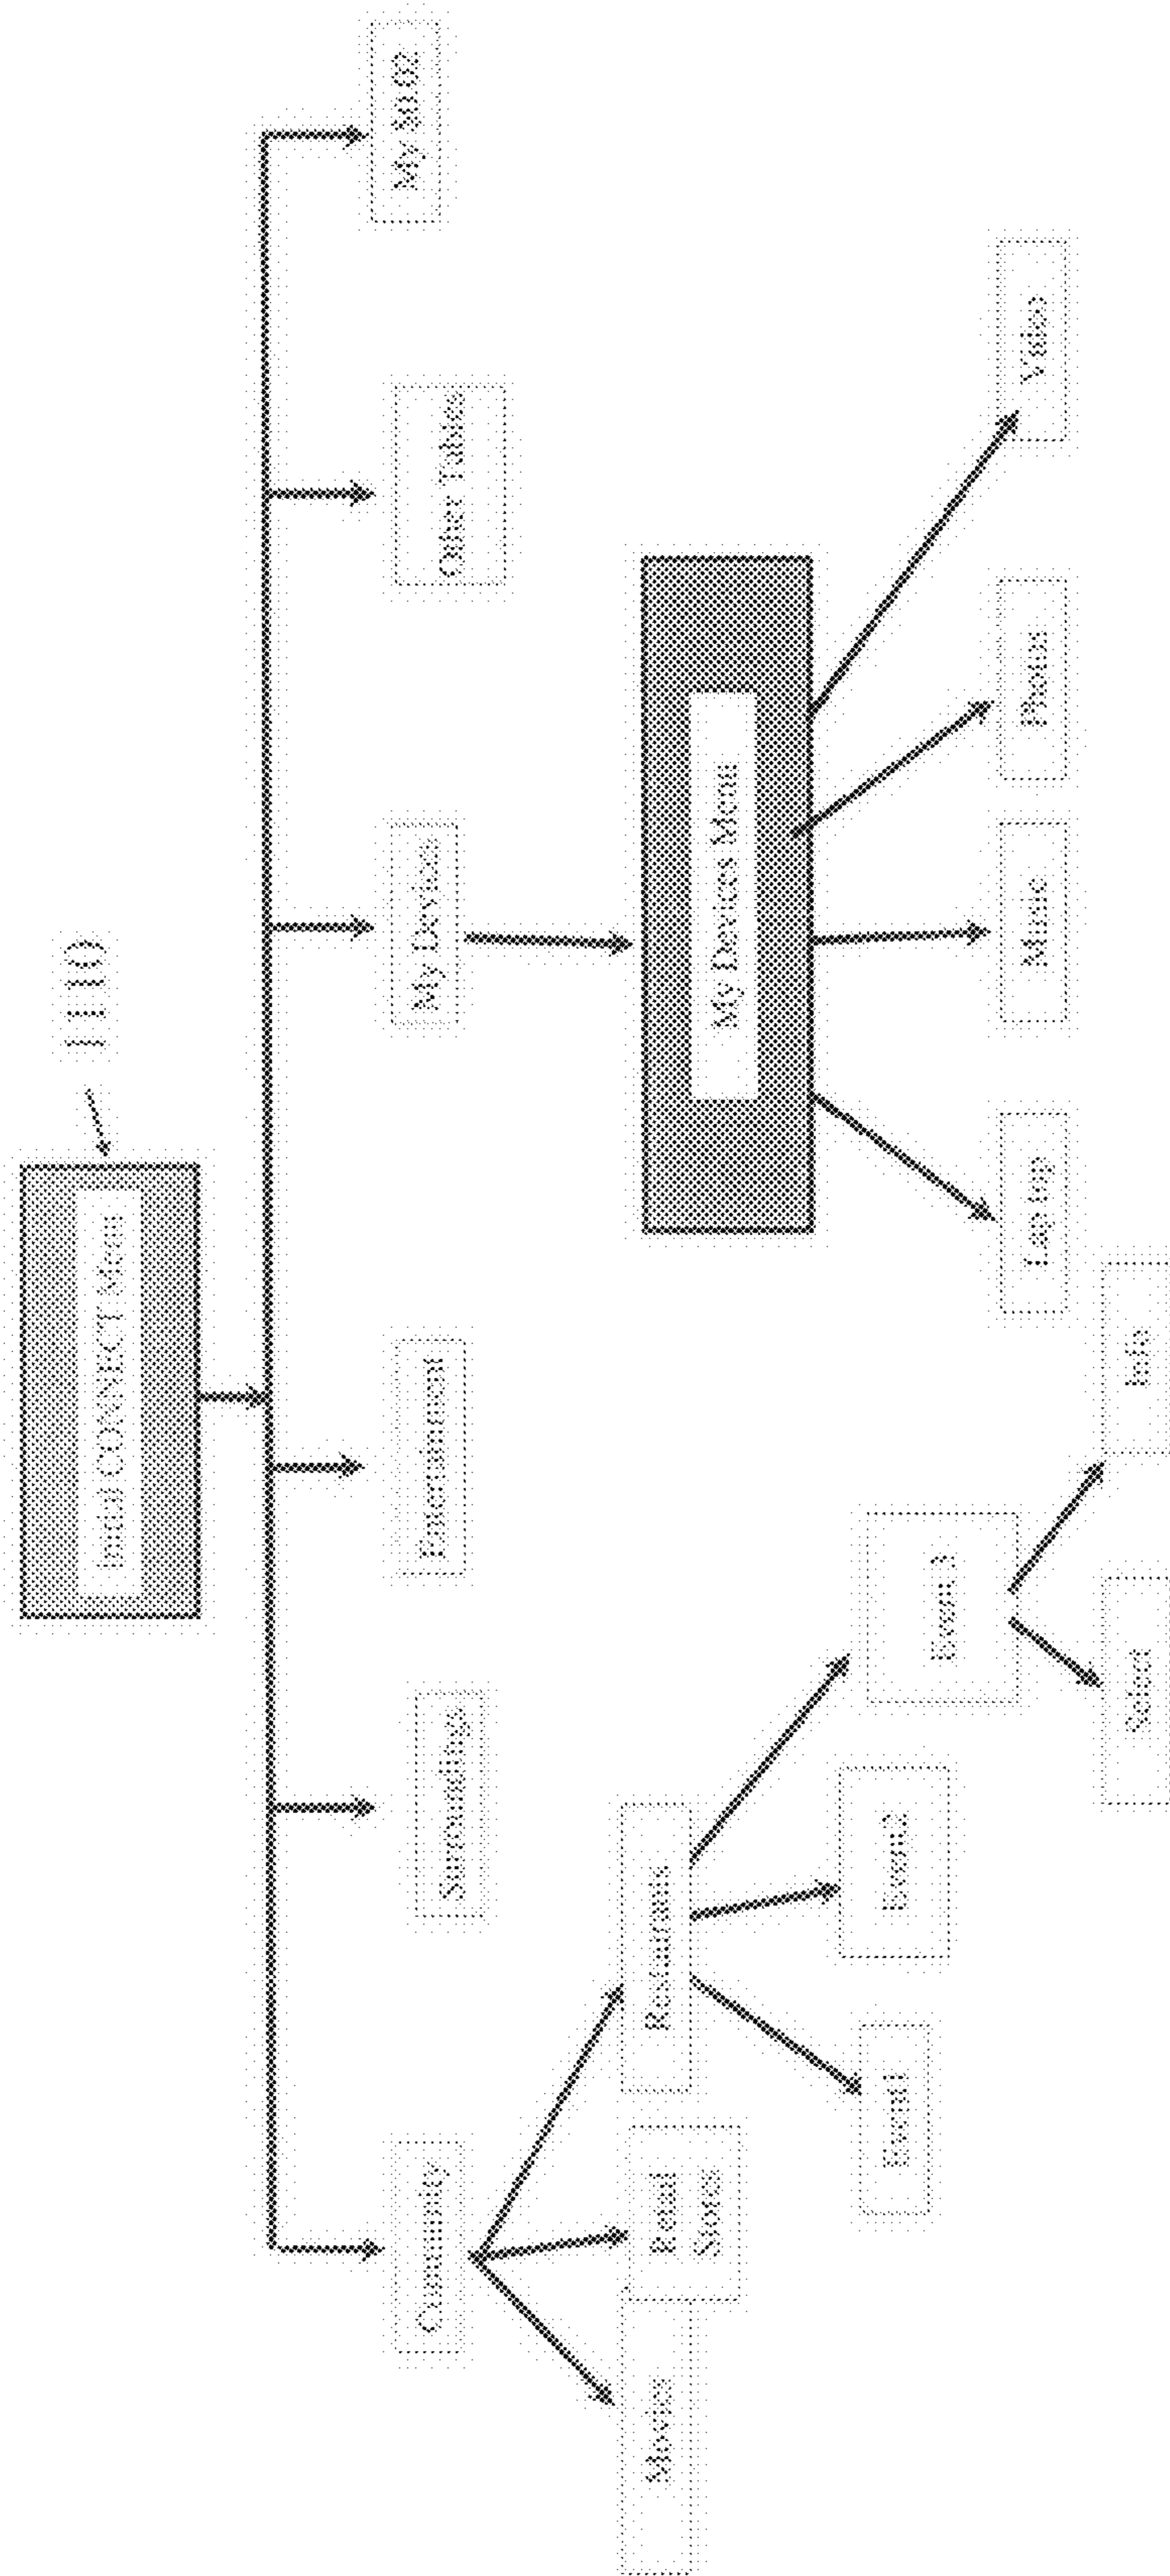 1110
Initial CONNECT Menu
Community
Surroundings
Entertainment
My Devices
Other Tables
My
Movies
Retail
Stores
Restaurants
My Devices Menu
Event1
Event2
Event3
Lap top
Music
Photos
Video
Select
Info